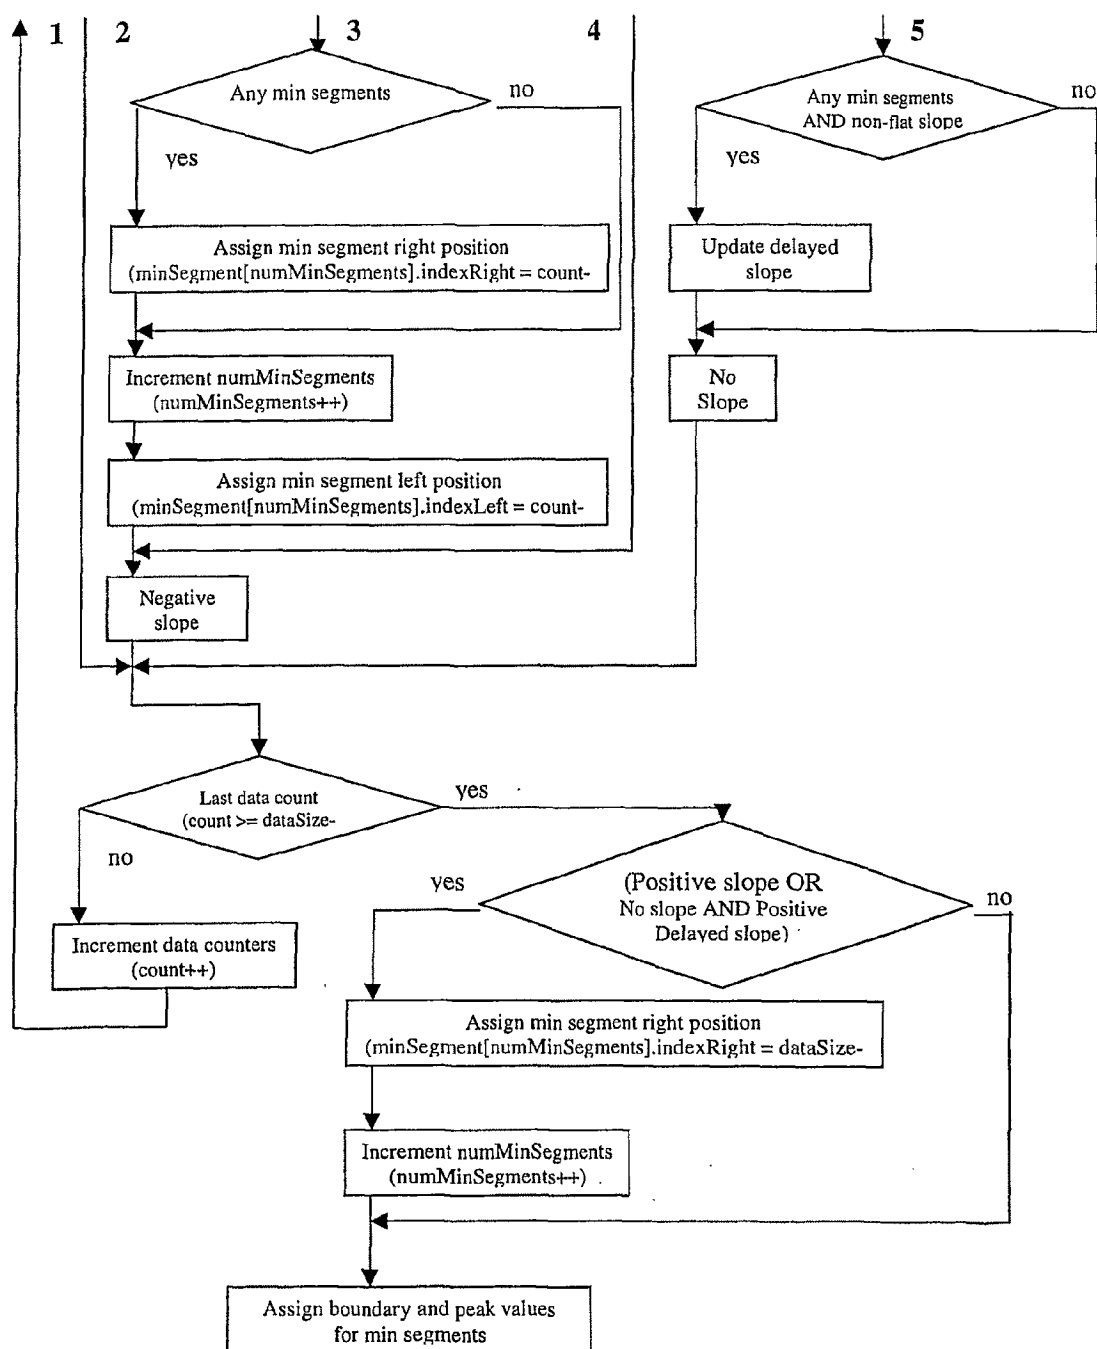 1
2
3
4
5
Any min segments
no
yes
Any min segments
AND non-flat slope
no
yes
Assign min segment right position
(minSegment[numMinSegments].indexRight = count-
Update delayed
slope
Increment numMinSegments
(numMinSegments++)
No
Slope
Assign min segment left position
(minSegment[numMinSegments].indexLeft = count-
Negative
slope
Last data count
(count >= dataSize-
yes
no
(Positive slope OR
No slope AND Positive
Delayed slope)
yes
no
Increment data counters
(count++)
Assign min segment right position
(minSegment[numMinSegments].indexRight = dataSize-
Increment numMinSegments
(numMinSegments++)
Assign boundary and peak values
for min segments